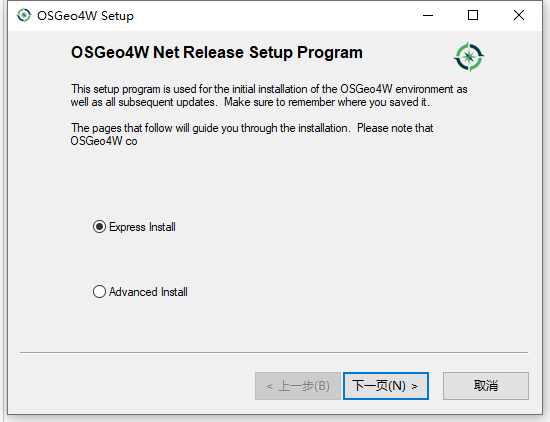 OSGeo4W Setup
OSGeo4W Net Release Setup Program
This setup program is used for the initial installation of the OSGeo4W environment as
well as all subsequent updates.  Make sure to remember where you saved it.
The pages that follow will guide you through the installation.  Please note that
OSGeo4W co
Express Install
Advanced Install
< 上一步(B)
下一页(N) >
取消